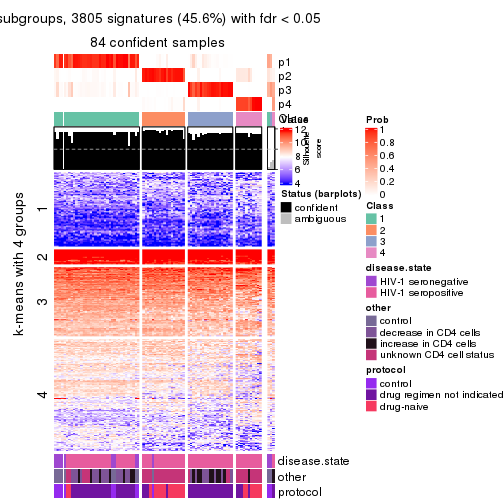 subgroups, 3805 signatures (45.6%) with fdr < 0.05
84 confident samples
p1
p2
p3
p4
Class
Value
12
10
8
6
4
Silhouette
score
Status (barplots)
confident
ambiguous
Prob
1
0.8
0.6
0.4
0.2
0
Class
1
2
3
4
disease.state
HIV-1 seronegative
HIV-1 seropositive
other
control
decrease in CD4 cells
increase in CD4 cells
unknown CD4 cell status
protocol
control
drug regimen not indicated
drug-naive
k-means with 4 groups
1
2
3
4
disease.state
other
protocol